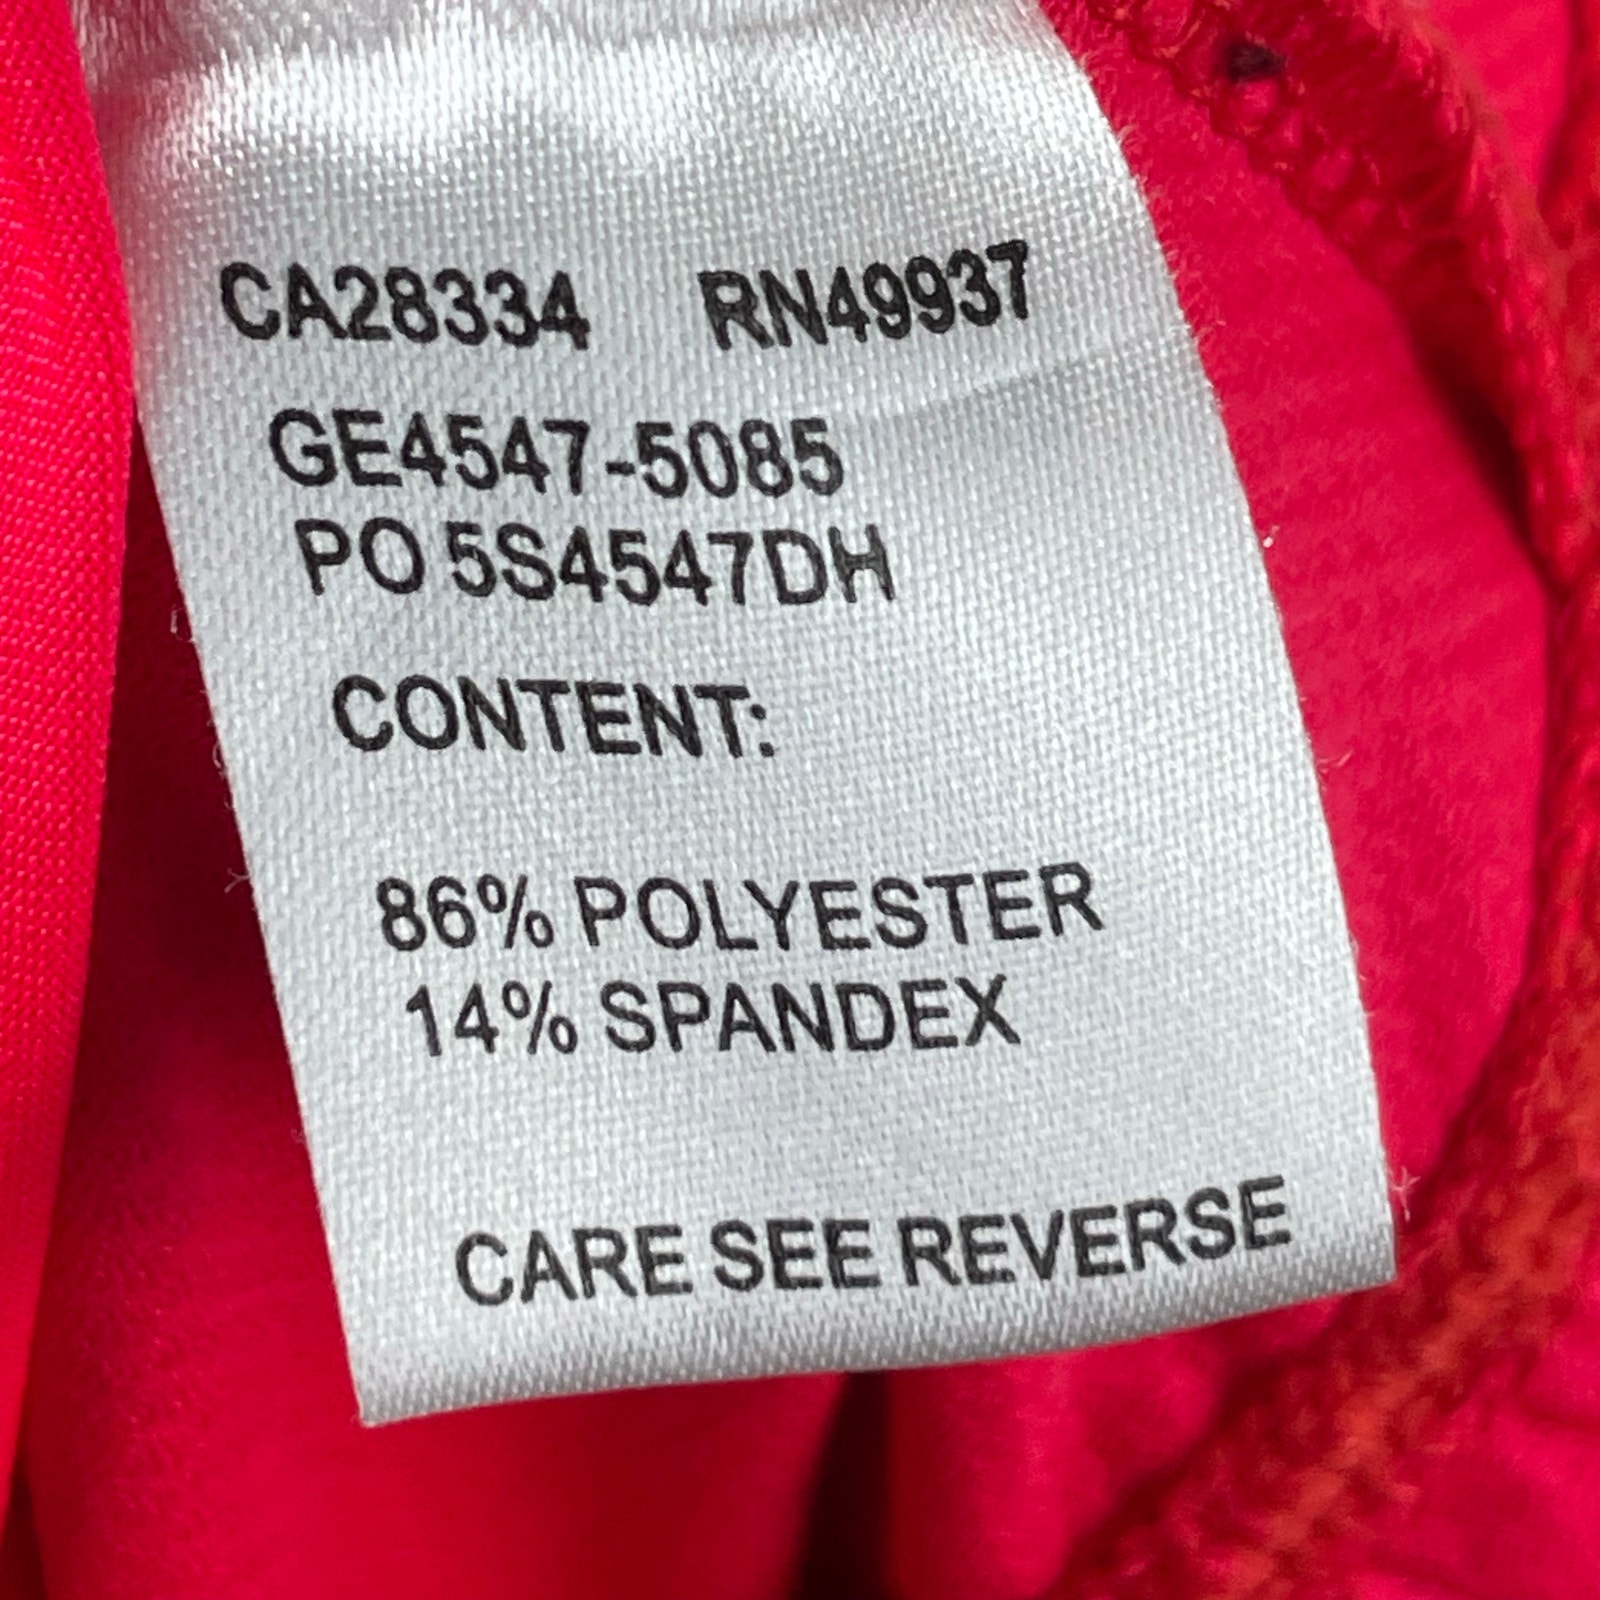 CA28334 RN49937
GE4547-5085
PO 5S4547DH
CONTENT:
86% POLYESTER
14% SPANDEX
CARE SEE REVERSE